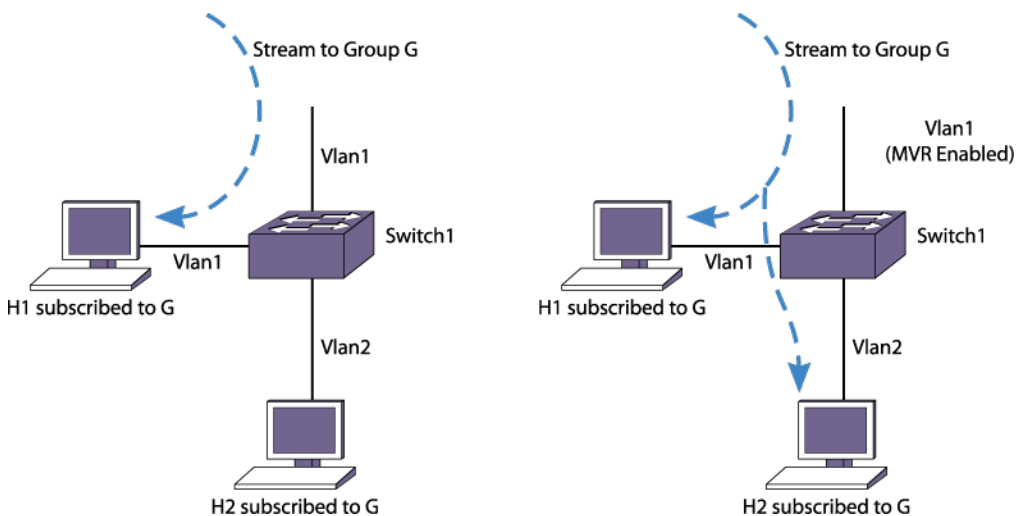 Stream to Group G
Vlan1
Switch1
Vlan1
H1 subscribed to G
Vlan2
H2 subscribed to G
Stream to Group G
Vlan1
(MVR Enabled)
Switch1
Vlan1
H1 subscribed to G
Vlan2
H2 subscribed to G